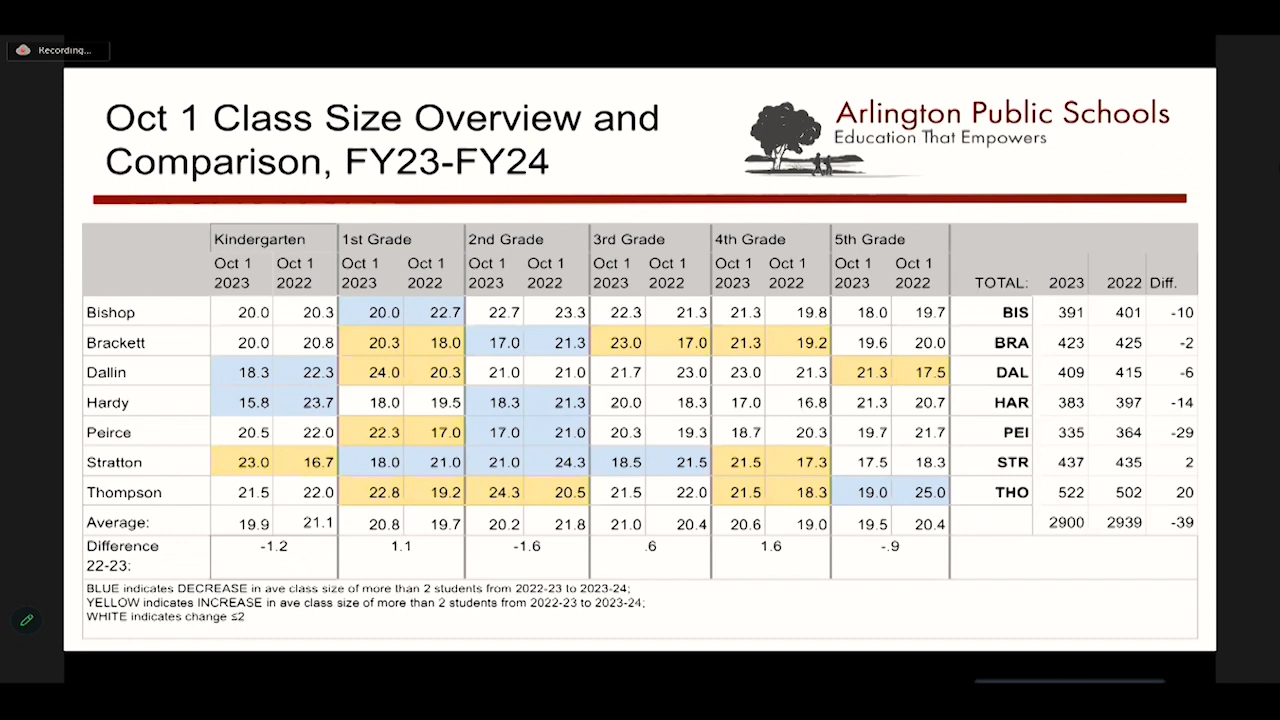 Recording...
Oct 1 Class Size Overview and
Comparison, FY23-FY24
Arlington Public Schools
Education That Empowers
Kindergarten 1st Grade 2nd Grade 3rd Grade 4th Grade 5th Grade
Oct 1 Oct 1 Oct 1 Oct 1 Oct 1 Oct 1 Oct 1 Oct 1 Oct 1 Oct 1 Oct 1 Oct 1
2023 2022 2023 2022 2023 2022 2023 2022 2023 2022 2023 2022 TOTAL: 2023 2022 Diff.
Bishop 20.0 20.3 20.0 22.7 22.7 23.3 22.3 21.3 21.3 19.8 18.0 19.7 BIS 391 401 -10
Brackett 20.0 20.8 20.3 18.0 17.0 21.3 23.0 17.0 21.3 19.2 19.6 20.0 BRA 423 425 -2
Dallin 18.3 22.3 24.0 20.3 21.0 21.0 21.7 23.0 23.0 21.3 21.3 17.5 DAL 409 415 -6
Hardy 15.8 23.7 18.0 19.5 18.3 21.3 20.0 18.3 17.0 16.8 21.3 20.7 HAR 383 397 -14
Peirce 20.5 22.0 22.3 17.0 17.0 21.0 20.3 19.3 18.7 20.3 19.7 21.7 PEI 335 364 -29
Stratton 23.0 16.7 18.0 21.0 21.0 24.3 18.5 21.5 21.5 17.3 17.5 18.3 STR 437 435 2
Thompson 21.5 22.0 22.8 19.2 24.3 20.5 21.5 22.0 21.5 18.3 19.0 25.0 THO 522 502 20
Average: 19.9 21.1 20.8 19.7 20.2 21.8 21.0 20.4 20.6 19.0 19.5 20.4 2900 2939 -39
Difference -1.2 1.1 -1.6 .6 1.6 -.9
22-23:
BLUE indicates DECREASE in ave class size of more than 2 students from 2022-23 to 2023-24;
YELLOW indicates INCREASE in ave class size of more than 2 students from 2022-23 to 2023-24;
WHITE indicates change ≤2